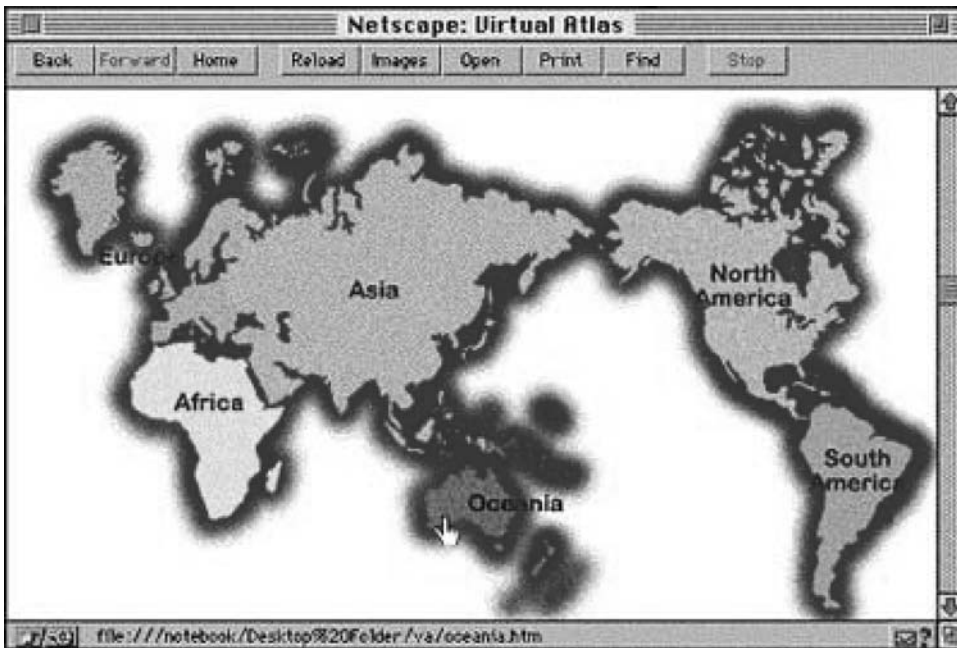 Netscape: Virtual Atlas
Back Forward Home Reload Images Open Print Find Stop
Europe
Asia
North
America
Africa
South
America
Oceania
file:///notebook/Desktop%20Folder/va/oceania.htm
?